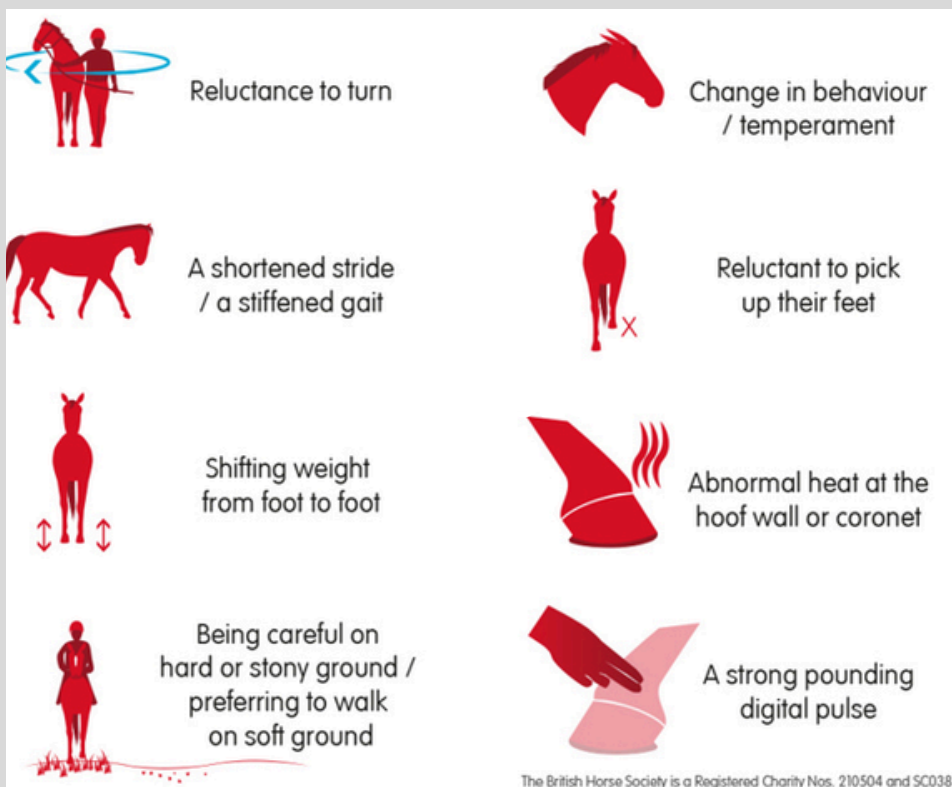 Reluctance to turn
Change in behaviour
/ temperament
A shortened stride
/ a stiffened gait
Reluctant to pick
up their feet
X
Shifting weight
from foot to foot
Abnormal heat at the
hoof wall or coronet
Being careful on
hard or stony ground /
preferring to walk
on soft ground
A strong pounding
digital pulse
The British Horse Society is a Registered Charity Nos. 210504 and SC038